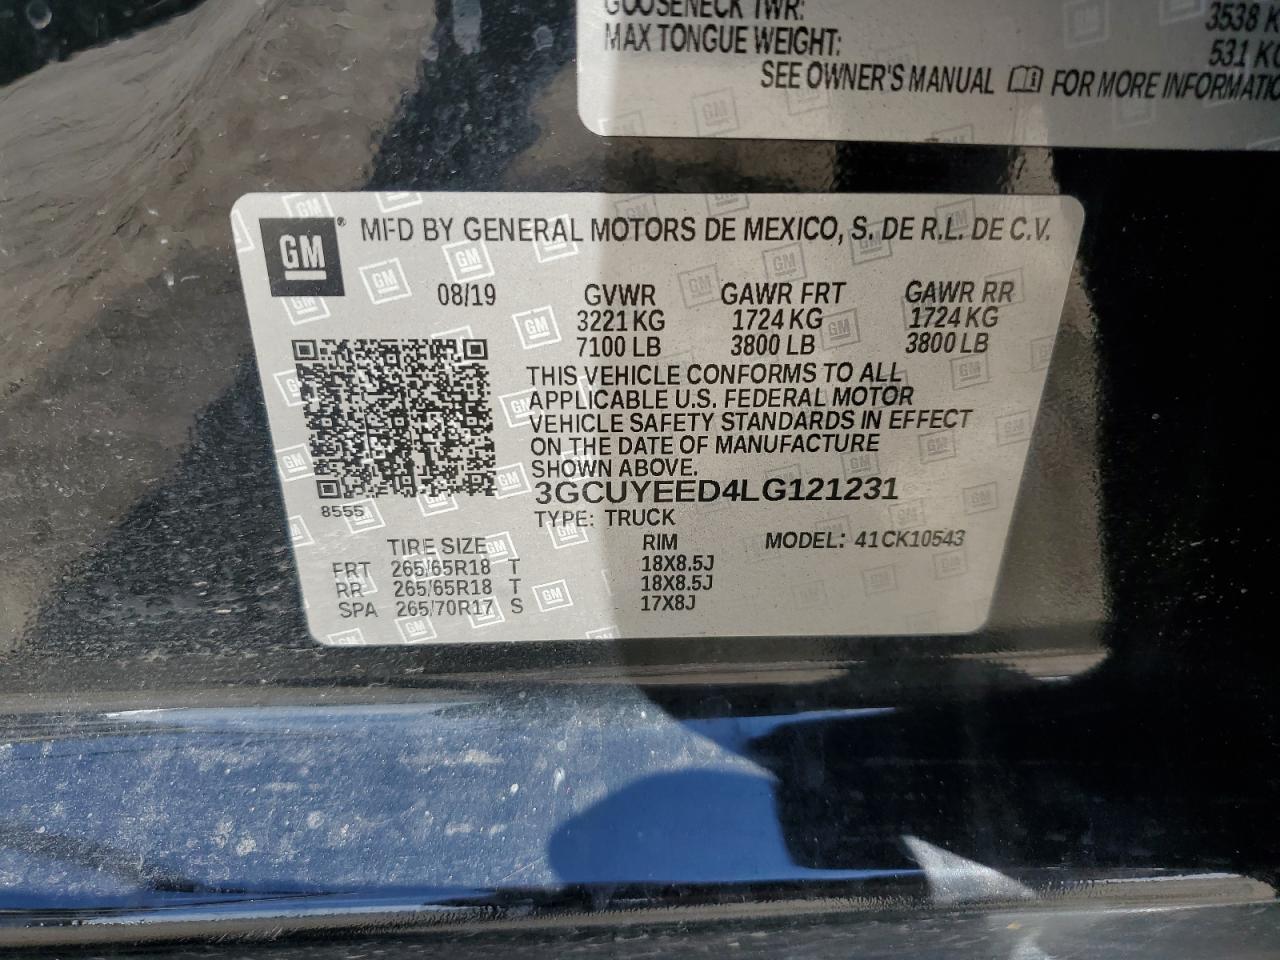 GOOSENECK TWR: 3538 K
MAX TONGUE WEIGHT: 531 KG
SEE OWNER'S MANUAL FOR MORE INFORMATIO
GM ® MFD BY GENERAL MOTORS DE MEXICO, S. DE R.L. DE C.V.
08/19 GVWR GAWR FRT GAWR RR
3221 KG 1724 KG 1724 KG
7100 LB 3800 LB 3800 LB
THIS VEHICLE CONFORMS TO ALL
APPLICABLE U.S. FEDERAL MOTOR
VEHICLE SAFETY STANDARDS IN EFFECT
ON THE DATE OF MANUFACTURE
SHOWN ABOVE.
3GCUYEED4LG121231
8555
TYPE: TRUCK
TIRE SIZE RIM MODEL: 41CK10543
FRT 265/65R18 T 18X8.5J
RR 265/65R18 T 18X8.5J
SPA 265/70R17 S 17X8J